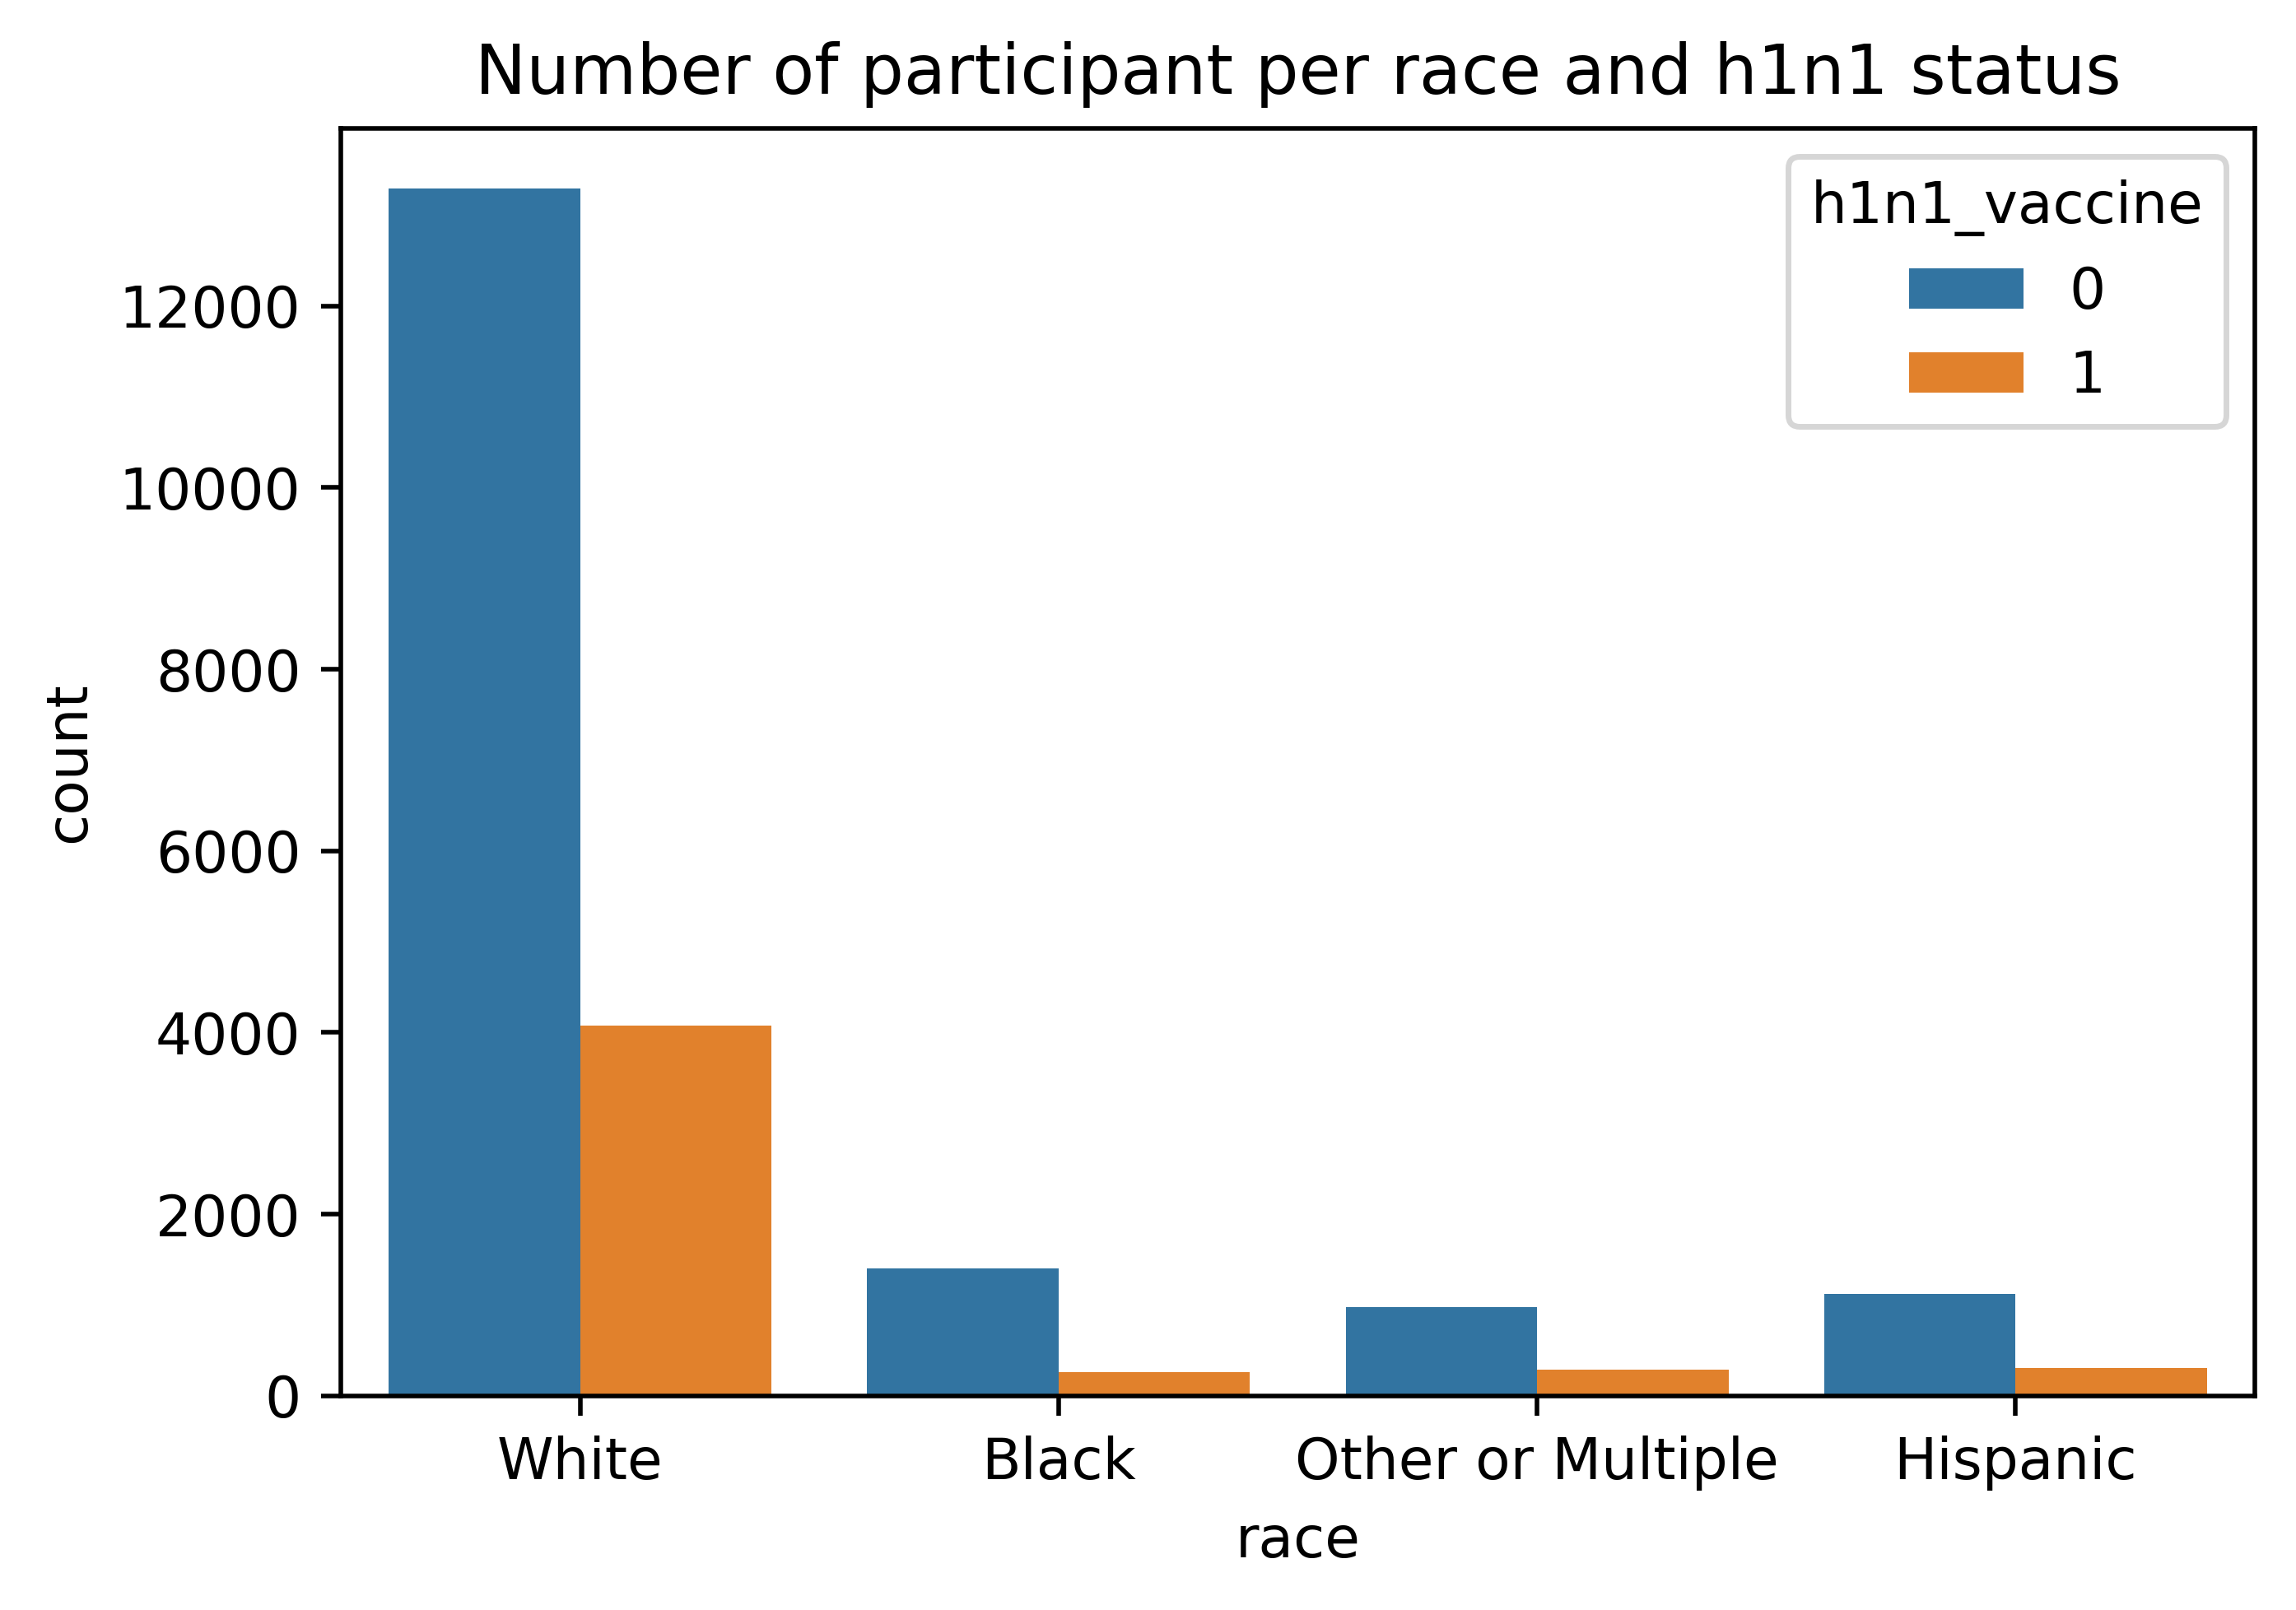 Number of participant per race and h1n1 status
h1n1_vaccine
0
1
12000
10000
8000
6000
4000
2000
0
count
White Black Other or Multiple Hispanic
race